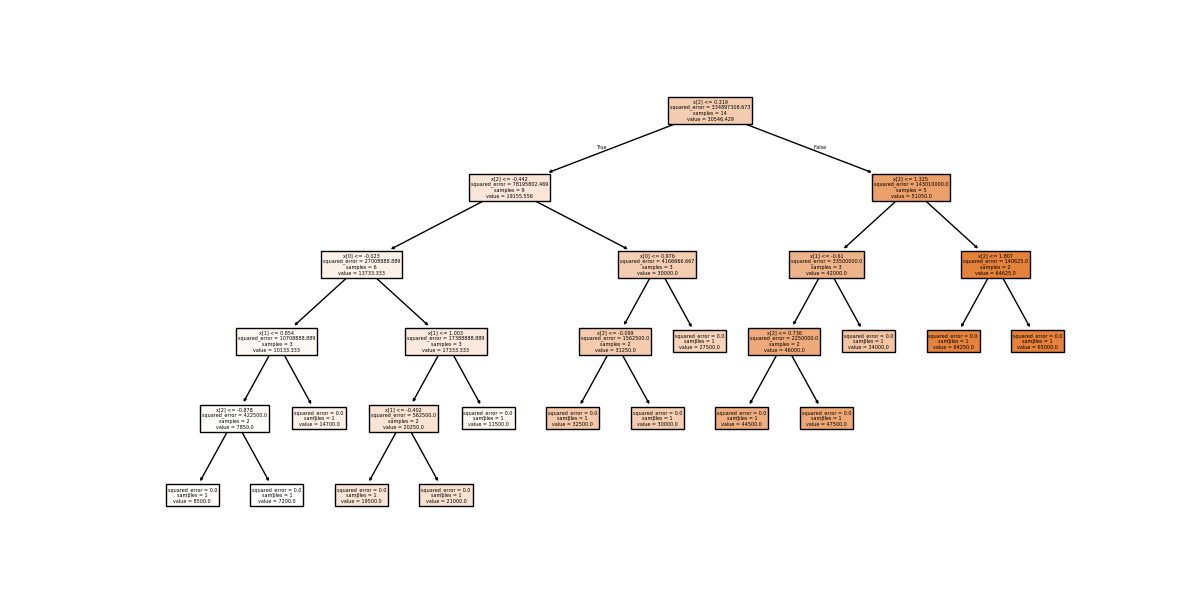 x[2] <= 0.319
squared_error = 334897308.673
samples = 14
value = 30546.429
True
False
x[2] <= -0.442
squared_error = 78195802.469
samples = 9
value = 19155.556
x[2] <= 1.325
squared_error = 143010000.0
samples = 5
value = 51050.0
x[0] <= -0.023
squared_error = 27008888.889
samples = 6
value = 13733.333
x[0] <= 0.976
squared_error = 4166666.667
samples = 3
value = 30000.0
x[1] <= -0.61
squared_error = 33500000.0
samples = 3
value = 42000.0
x[2] <= 1.807
squared_error = 140625.0
samples = 2
value = 64625.0
x[1] <= 0.854
squared_error = 10708888.889
samples = 3
value = 10133.333
x[1] <= 1.003
squared_error = 17388888.889
samples = 3
value = 17333.333
x[2] <= -0.099
squared_error = 1562500.0
samples = 2
value = 31250.0
squared_error = 0.0
samples = 1
value = 27500.0
x[2] <= 0.736
squared_error = 2250000.0
samples = 2
value = 46000.0
squared_error = 0.0
samples = 1
value = 34000.0
squared_error = 0.0
samples = 1
value = 64250.0
squared_error = 0.0
samples = 1
value = 65000.0
x[2] <= -0.878
squared_error = 422500.0
samples = 2
value = 7850.0
squared_error = 0.0
samples = 1
value = 14700.0
x[1] <= -0.402
squared_error = 562500.0
samples = 2
value = 20250.0
squared_error = 0.0
samples = 1
value = 11500.0
squared_error = 0.0
samples = 1
value = 32500.0
squared_error = 0.0
samples = 1
value = 30000.0
squared_error = 0.0
samples = 1
value = 44500.0
squared_error = 0.0
samples = 1
value = 47500.0
squared_error = 0.0
samples = 1
value = 8500.0
squared_error = 0.0
samples = 1
value = 7200.0
squared_error = 0.0
samples = 1
value = 19500.0
squared_error = 0.0
samples = 1
value = 21000.0